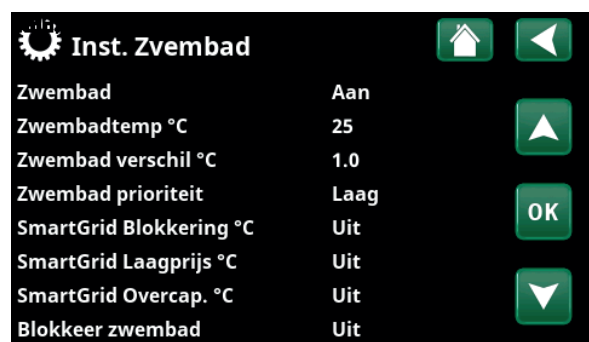 Inst. Zvembad
Zwembad Aan
Zwembadtemp °C 25
Zwembad verschil °C 1.0
Zwembad prioriteit Laag
SmartGrid Blokkering °C Uit
SmartGrid Laagprijs °C Uit
SmartGrid Overcap. °C Uit
Blokkeer zwembad Uit
OK